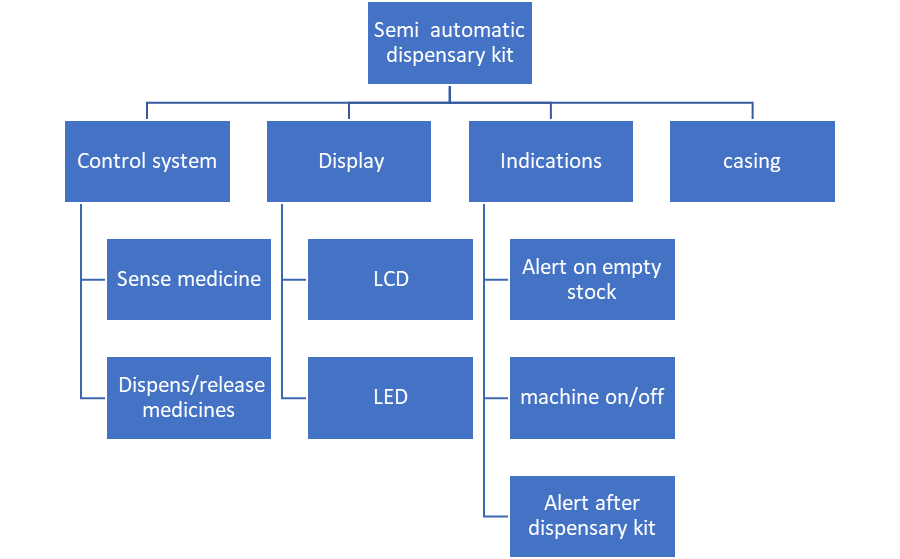 Semi  automatic
dispensary kit
Control system
Display
Indications
casing
Sense medicine
LCD
Alert on empty
stock
Dispens/release
medicines
LED
machine on/off
Alert after
dispensary kit